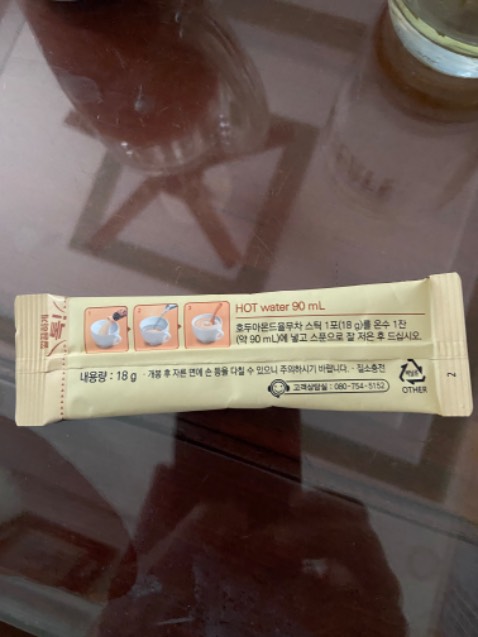 HOT water 90 mL
호두아몬드율무차 스틱 1포(18 g)를 온수 1잔
(약 90 mL)에 넣고 스푼으로 잘 저은 후 드십시오.
내용량 : 18 g · 개봉 후 자른 면에 손 등을 다칠 수 있으니 주의하시기 바랍니다. · 질소충전
고객상담실 : 080-754-5152
OTHER
2
1
2
3